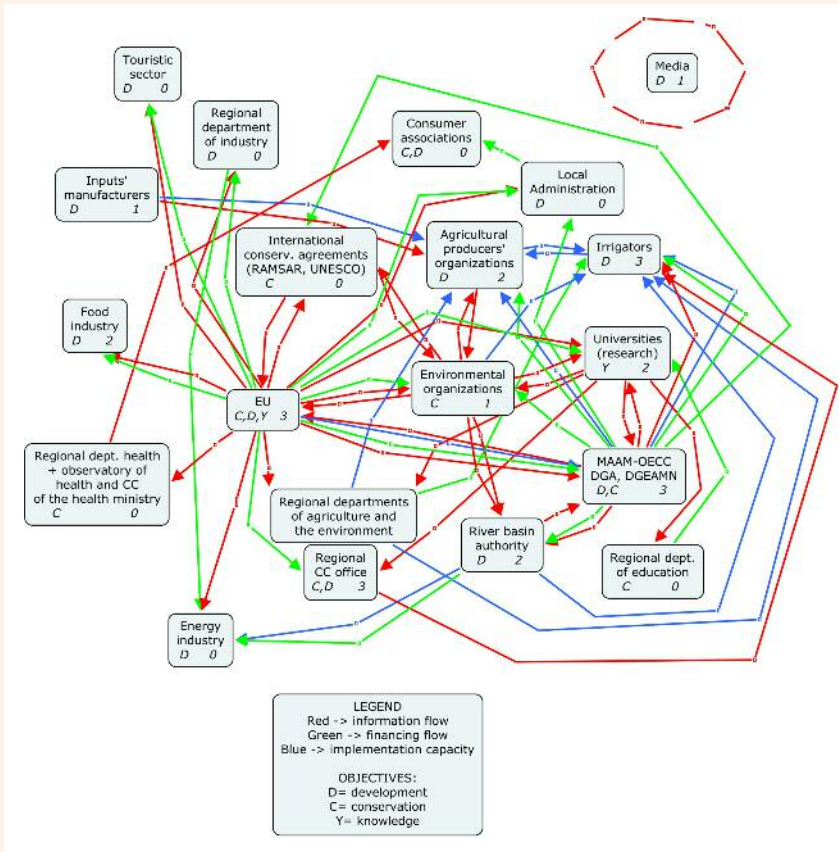 Touristic
sector
D 0
Regional
department
of industry
D 0
Consumer
associations
C,D 0
Media
D 1
Inputs'
manufacturers
D 1
Local
Administration
D 0
International
conserv. agreements
(RAMSAR, UNESCO)
C 0
Agricultural
producers'
organizations
D 2
Irrigators
D 3
Food
industry
D 2
Universities
(research)
Y 2
EU
C,D,Y 3
Environmental
organizations
C 1
Regional dept. health
+ observatory of
health and CC
of the health ministry
C 0
MAAM-OECC
DGA, DGEAMN
D,C 3
Regional departments
of agriculture and
the environment
Regional
CC office
C,D 3
River basin
authority
D 2
Regional dept.
of education
C 0
Energy
industry
D 0
LEGEND
Red -> information flow
Green -> financing flow
Blue -> implementation capacity
OBJECTIVES:
D= development
C= conservation
Y= knowledge